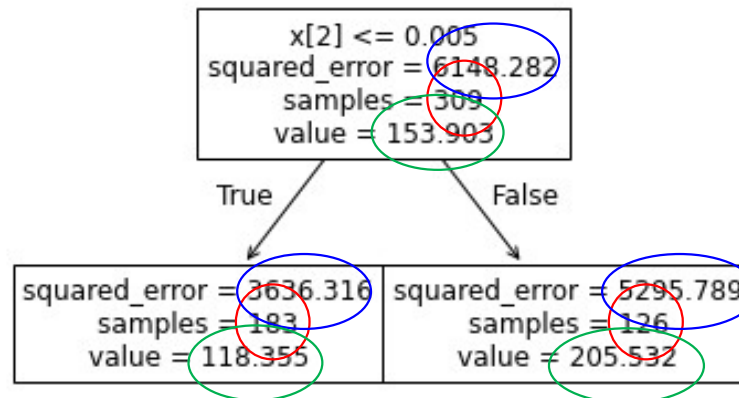 x[2] <= 0.005
squared_error = 6148.282
samples = 309
value = 153.903
True
False
squared_error = 3636.316
samples = 183
value = 118.355
squared_error = 5295.789
samples = 126
value = 205.532